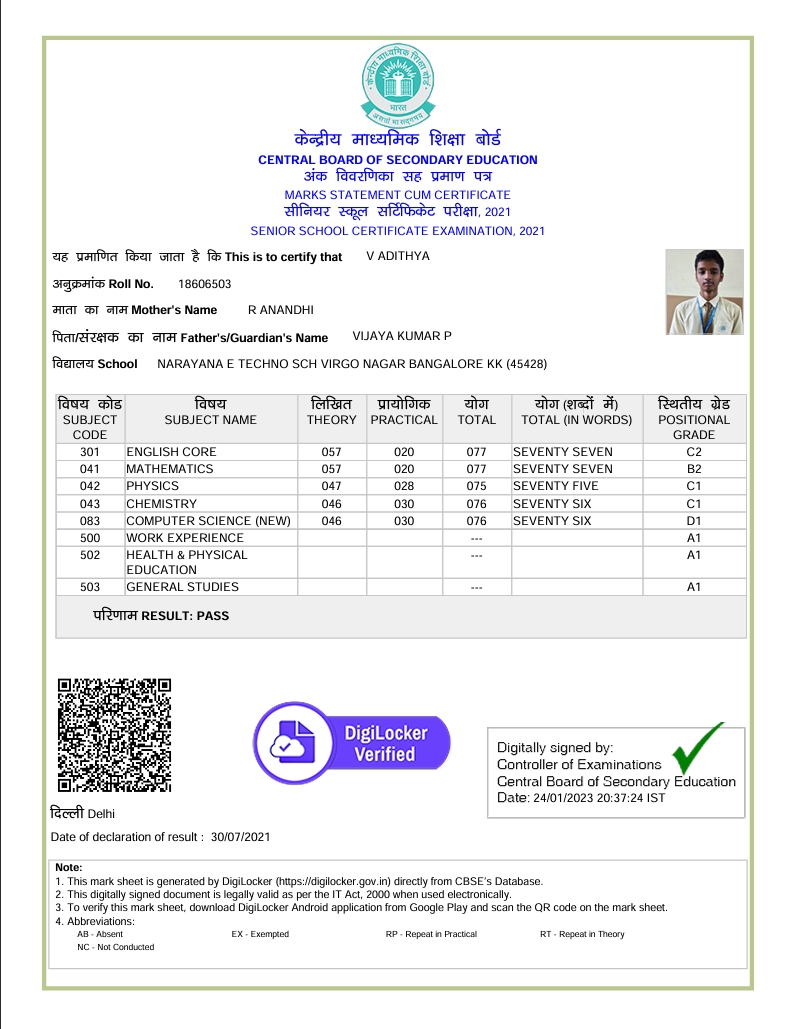 केन्द्रीय माध्यमिक शिक्षा बोर्ड
भारत
असतो मा सद्गमय
केन्द्रीय माध्यमिक शिक्षा बोर्ड
CENTRAL BOARD OF SECONDARY EDUCATION
अंक विवरणिका सह प्रमाण पत्र
MARKS STATEMENT CUM CERTIFICATE
सीनियर स्कूल सर्टिफिकेट परीक्षा, 2021
SENIOR SCHOOL CERTIFICATE EXAMINATION, 2021
यह प्रमाणित किया जाता है कि This is to certify that V ADITHYA
अनुक्रमांक Roll No. 18606503
माता का नाम Mother's Name R ANANDHI
पिता/संरक्षक का नाम Father's/Guardian's Name VIJAYA KUMAR P
विद्यालय School NARAYANA E TECHNO SCH VIRGO NAGAR BANGALORE KK (45428)
विषय कोड विषय लिखित प्रायोगिक योग योग (शब्दों में) स्थितीय ग्रेड
SUBJECT SUBJECT NAME THEORY PRACTICAL TOTAL TOTAL (IN WORDS) POSITIONAL
CODE GRADE
301 ENGLISH CORE 057 020 077 SEVENTY SEVEN C2
041 MATHEMATICS 057 020 077 SEVENTY SEVEN B2
042 PHYSICS 047 028 075 SEVENTY FIVE C1
043 CHEMISTRY 046 030 076 SEVENTY SIX C1
083 COMPUTER SCIENCE (NEW) 046 030 076 SEVENTY SIX D1
500 WORK EXPERIENCE --- A1
502 HEALTH & PHYSICAL --- A1
EDUCATION
503 GENERAL STUDIES --- A1
परिणाम RESULT: PASS
DigiLocker
Verified
Digitally signed by:
Controller of Examinations
Central Board of Secondary Education
Date: 24/01/2023 20:37:24 IST
दिल्ली Delhi
Date of declaration of result : 30/07/2021
Note:
1. This mark sheet is generated by DigiLocker (https://digilocker.gov.in) directly from CBSE's Database.
2. This digitally signed document is legally valid as per the IT Act, 2000 when used electronically.
3. To verify this mark sheet, download DigiLocker Android application from Google Play and scan the QR code on the mark sheet.
4. Abbreviations:
AB - Absent EX - Exempted RP - Repeat in Practical RT - Repeat in Theory
NC - Not Conducted